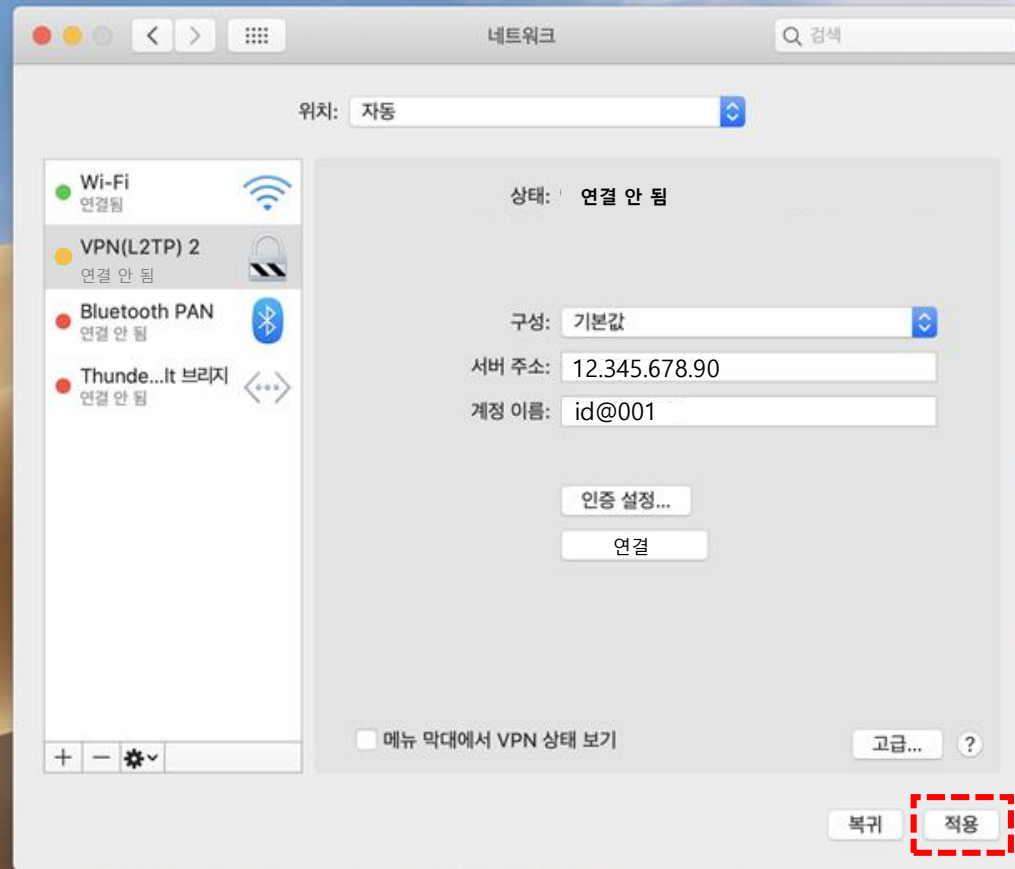 네트워크
검색
위치: 자동
Wi-Fi
연결됨
VPN(L2TP) 2
연결 안 됨
Bluetooth PAN
연결 안 됨
Thunde...lt 브리지
연결 안 됨
상태: 연결 안 됨
구성: 기본값
서버 주소: 12.345.678.90
계정 이름: id@001
인증 설정...
연결
메뉴 막대에서 VPN 상태 보기
고급... ?
복귀 적용